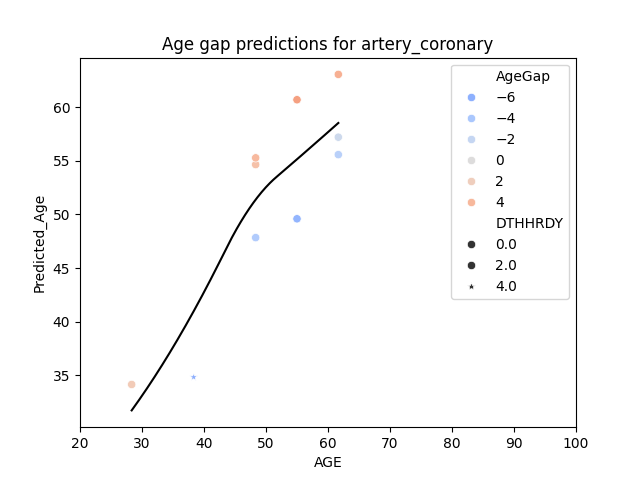 Age gap predictions for artery_coronary
60
55
50
45
40
35
Predicted_Age
20 30 40 50 60 70 80 90 100
AGE
AgeGap
−6
−4
−2
0
2
4
DTHHRDY
0.0
2.0
4.0